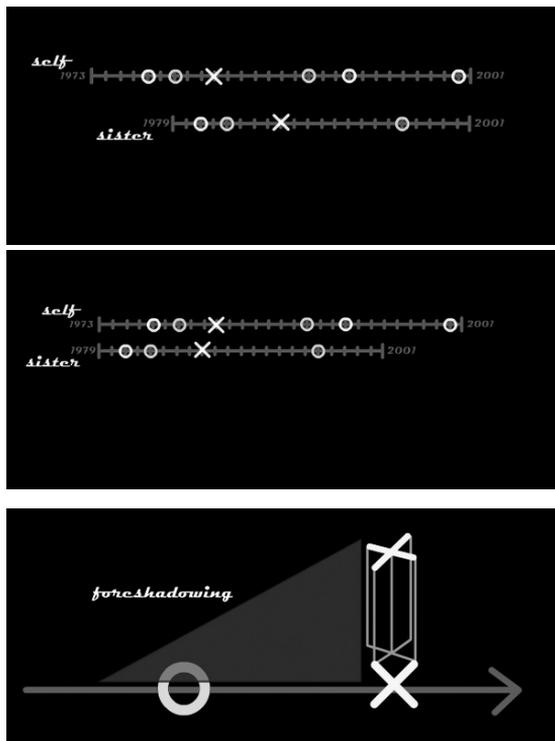 self
1973 2001
1979 2001
sister
self
1973 2001
1979 2001
sister
foreshadowing